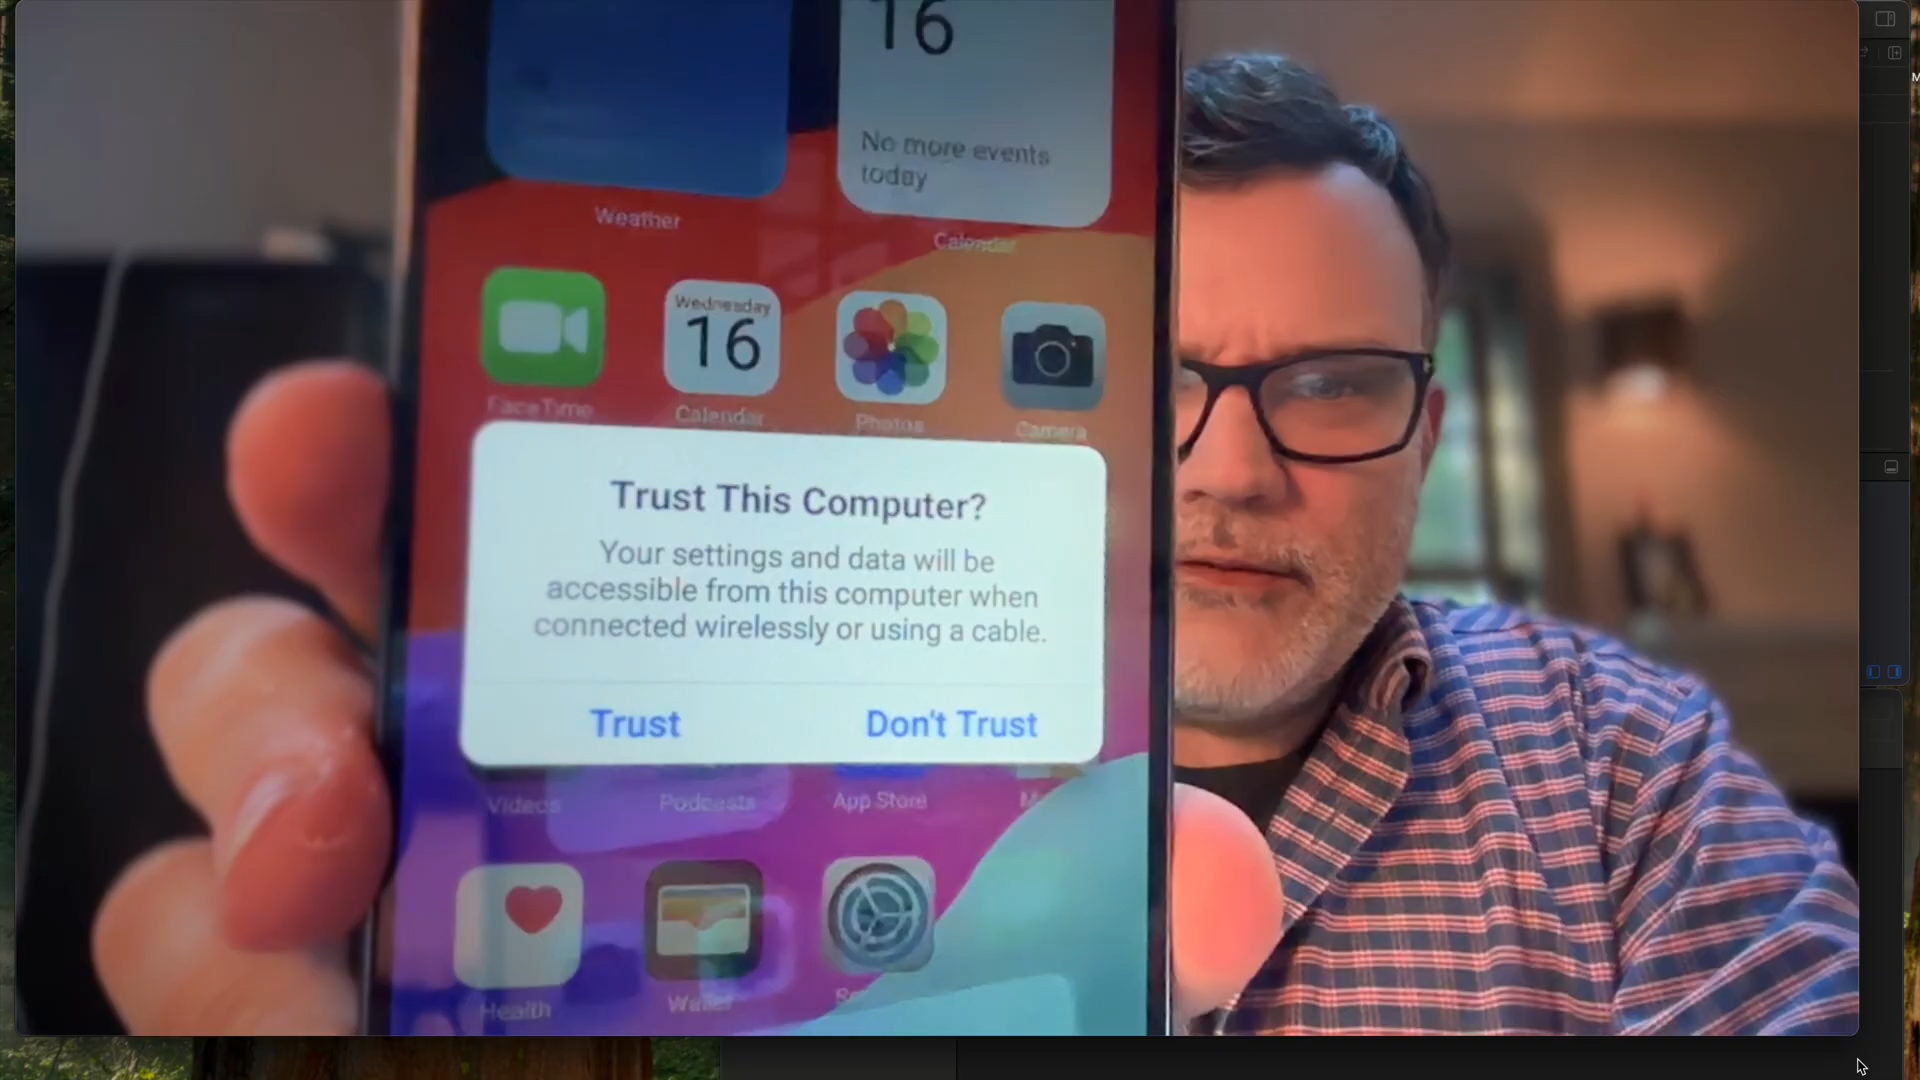 16
No more events
today
Weather
Calendar
Wednesday
16
FaceTime
Calendar
Photos
Camera
Trust This Computer?
Your settings and data will be
accessible from this computer when
connected wirelessly or using a cable.
Trust
Don't Trust
Videos
Podcasts
App Store
Health
Wallet